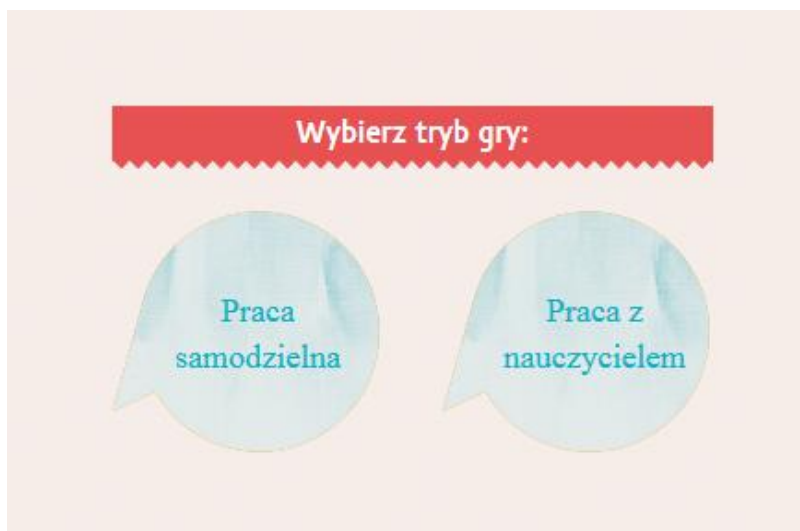 Wybierz tryb gry:
Praca
samodzielna
Praca z
nauczycielem